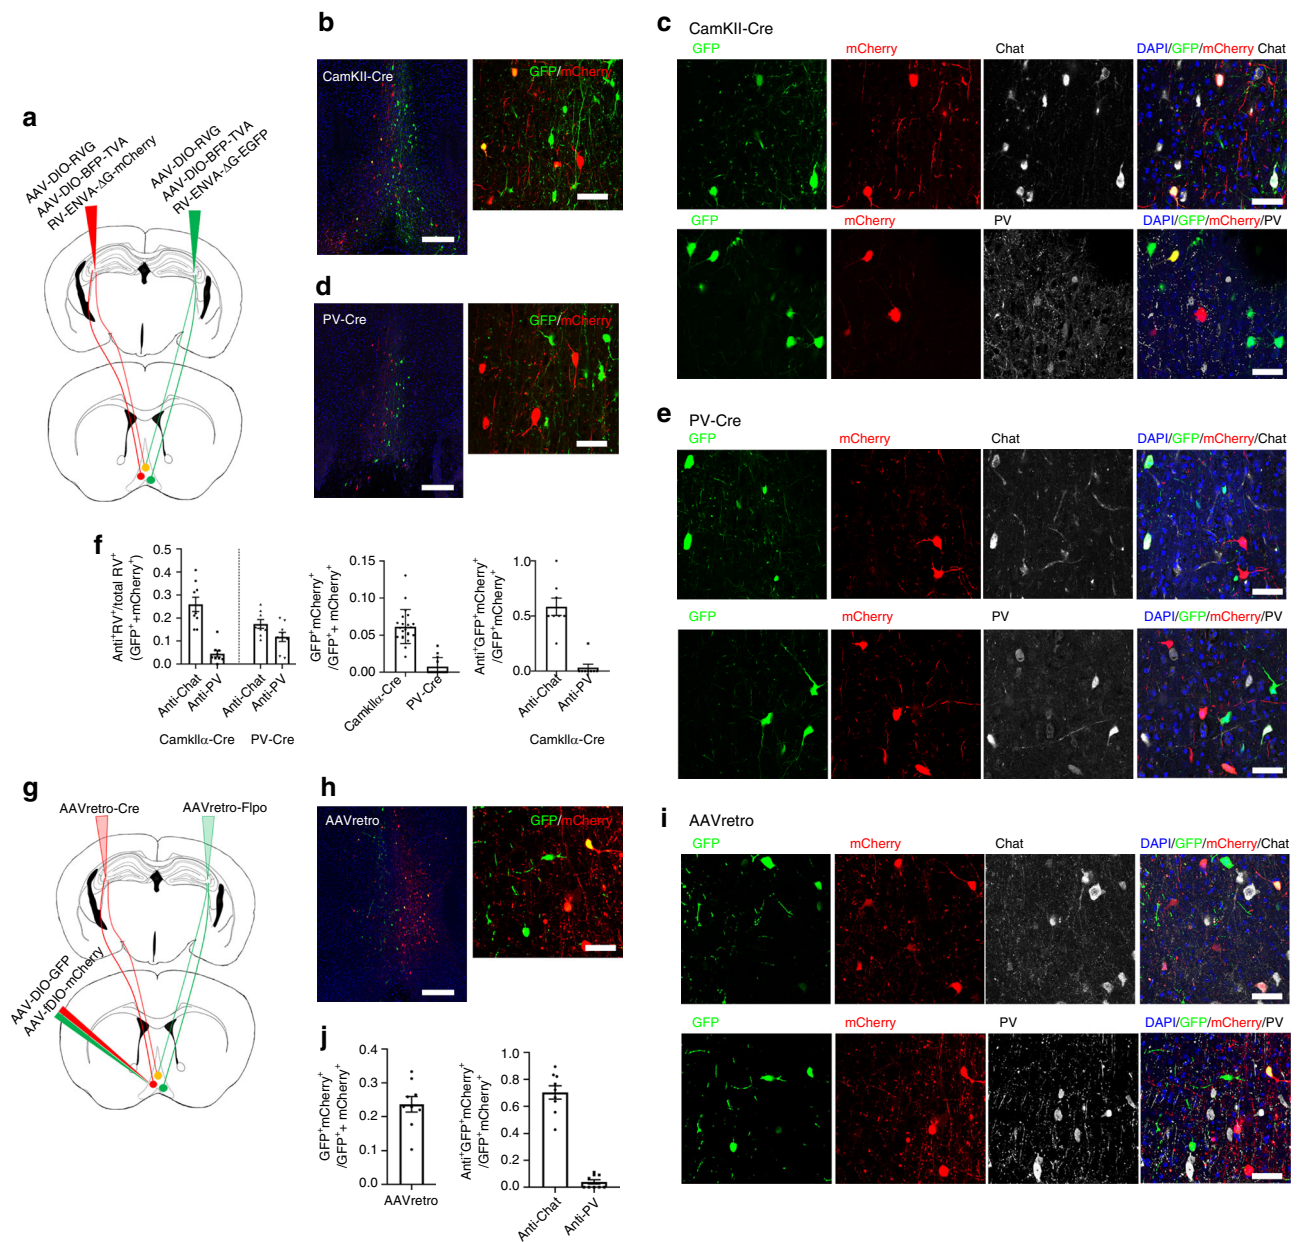 a
AAV-DIO-RVG
AAV-DIO-BFP-TVA
RV-ENVA-ΔG-mCherry
AAV-DIO-RVG
AAV-DIO-BFP-TVA
RV-ENVA-ΔG-EGFP
b
CamKII-Cre
GFP/mCherry
c
CamKII-Cre
GFP
mCherry
Chat
DAPI/GFP/mCherry Chat
GFP
mCherry
PV
DAPI/GFP/mCherry/PV
d
PV-Cre
GFP/mCherry
e
PV-Cre
GFP
mCherry
Chat
DAPI/GFP/mCherry/Chat
GFP
mCherry
PV
DAPI/GFP/mCherry/PV
f
Anti⁺RV⁺/total RV⁺
(GFP⁺+mCherry⁺)
0.5
0.4
0.3
0.2
0.1
0.0
Anti-Chat
Anti-PV
Anti-Chat
Anti-PV
CamkIIα-Cre
PV-Cre
GFP⁺mCherry⁺
/GFP⁺+ mCherry⁺
0.15
0.10
0.05
0.00
CamkIIα-Cre
PV-Cre
Anti⁺GFP⁺mCherry⁺
/GFP⁺mCherry⁺
1.0
0.5
0.0
Anti-Chat
Anti-PV
CamkIIα-Cre
g
AAVretro-Cre
AAVretro-Flpo
AAV-DIO-GFP
AAV-fDIO-mCherry
h
AAVretro
GFP/mCherry
i
AAVretro
GFP
mCherry
Chat
DAPI/GFP/mCherry/Chat
GFP
mCherry
PV
DAPI/GFP/mCherry/PV
j
GFP⁺mCherry⁺
/GFP⁺+ mCherry⁺
0.4
0.3
0.2
0.1
0.0
AAVretro
Anti⁺GFP⁺mCherry⁺
/GFP⁺mCherry⁺
1.0
0.8
0.6
0.4
0.2
0.0
Anti-Chat
Anti-PV